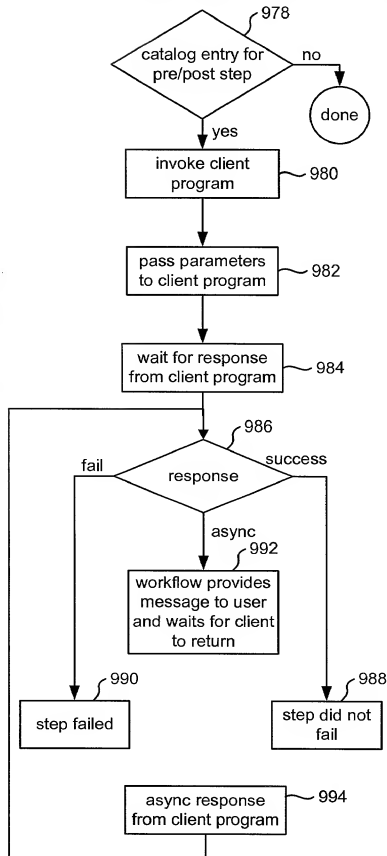 978
catalog entry for
pre/post step
no
done
yes
invoke client
program
980
pass parameters
to client program
982
wait for response
from client program
984
986
fail
response
success
async
992
workflow provides
message to user
and waits for client
to return
990
step failed
988
step did not
fail
async response
from client program
994